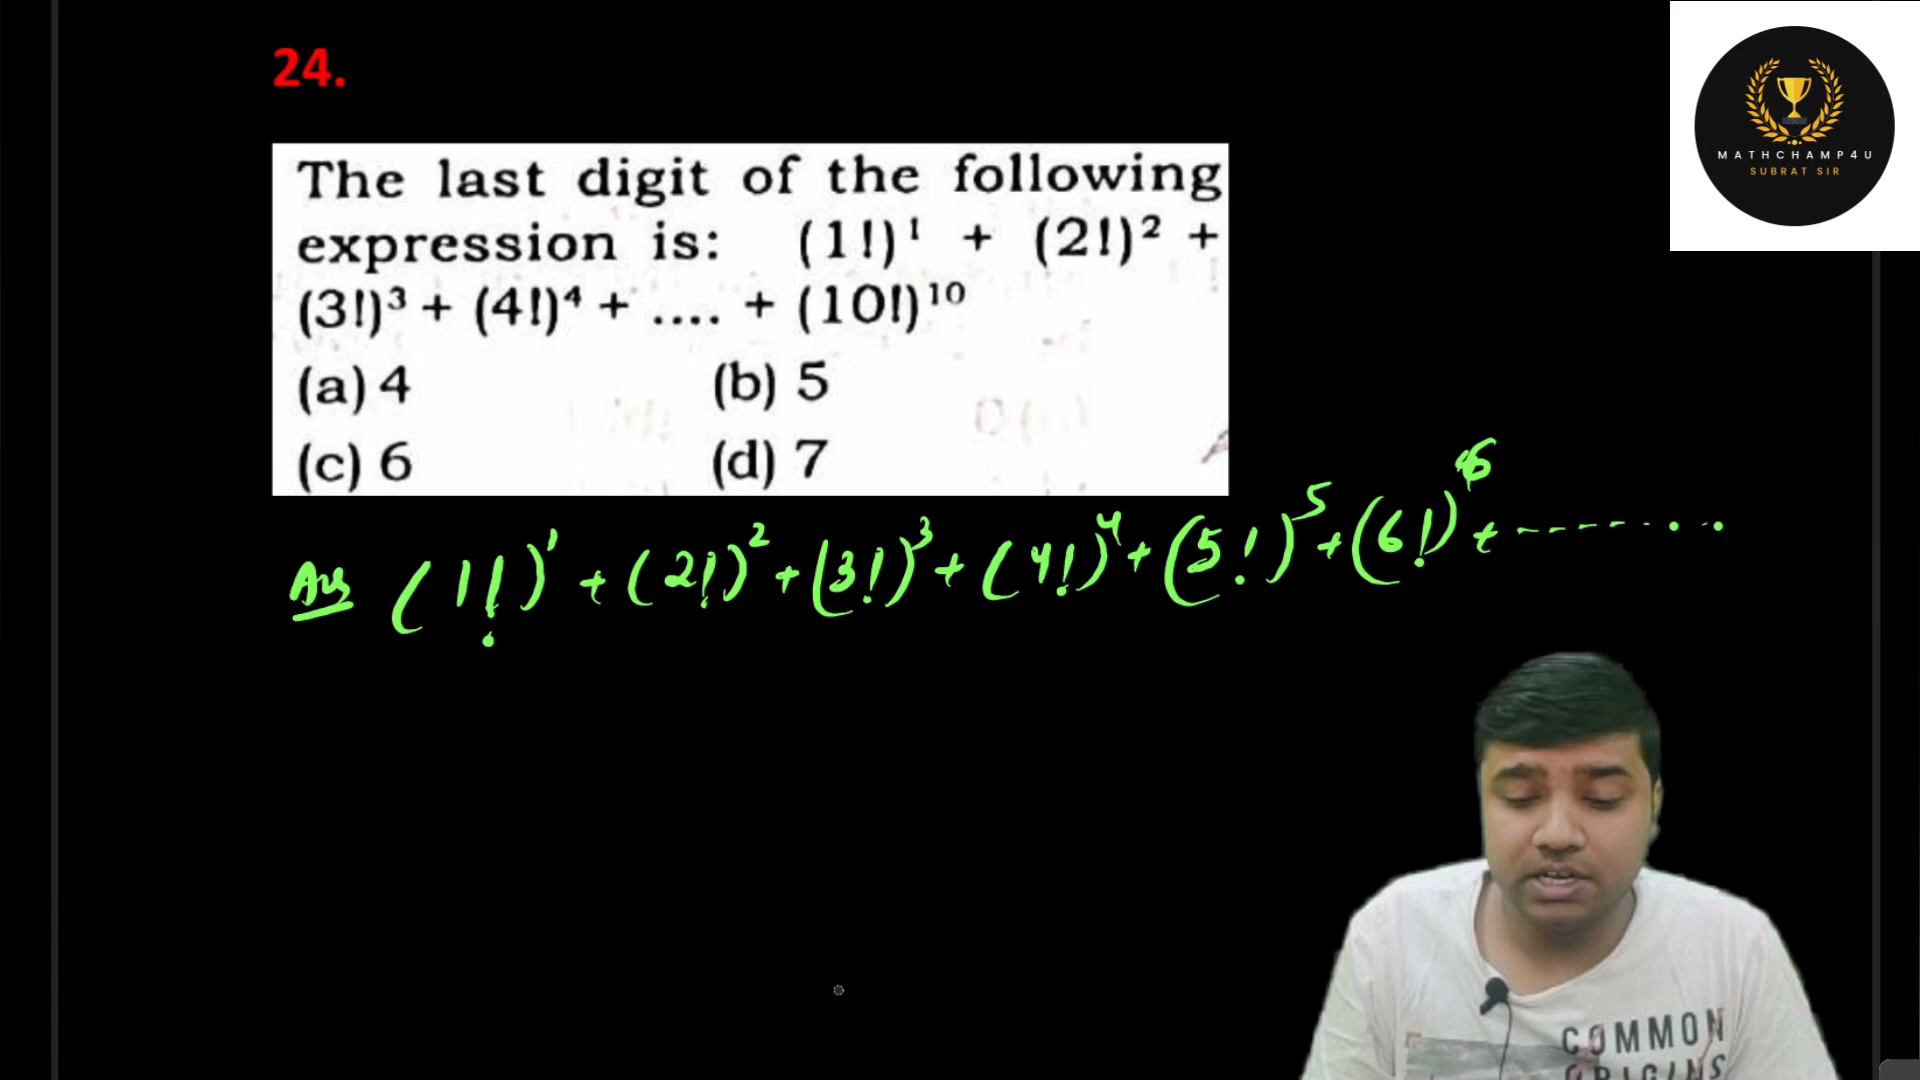 24.
The last digit of the following
expression is: (1!)¹ + (2!)² +
(3!)³ + (4!)⁴ + .... + (10!)¹⁰
(a) 4 (b) 5
(c) 6 (d) 7
Ans (1!)¹ + (2!)² + (3!)³ + (4!)⁴ + (5!)⁵ + (6!)⁶ + --------..
MATHCHAMP4U
SUBRAT SIR
COMMON
ORIGINS